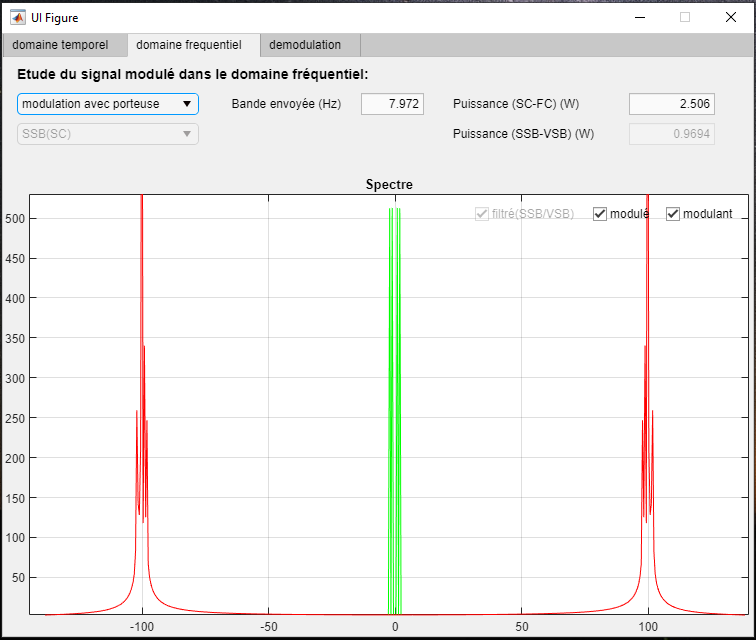 UI Figure
domaine temporel domaine frequentiel demodulation
Etude du signal modulé dans le domaine fréquentiel:
modulation avec porteuse Bande envoyée (Hz) 7.972 Puissance (SC-FC) (W) 2.506
SSB(SC) Puissance (SSB-VSB) (W) 0.9694
Spectre
filtré(SSB/VSB) modulé modulant
500
450
400
350
300
250
200
150
100
50
-100 -50 0 50 100